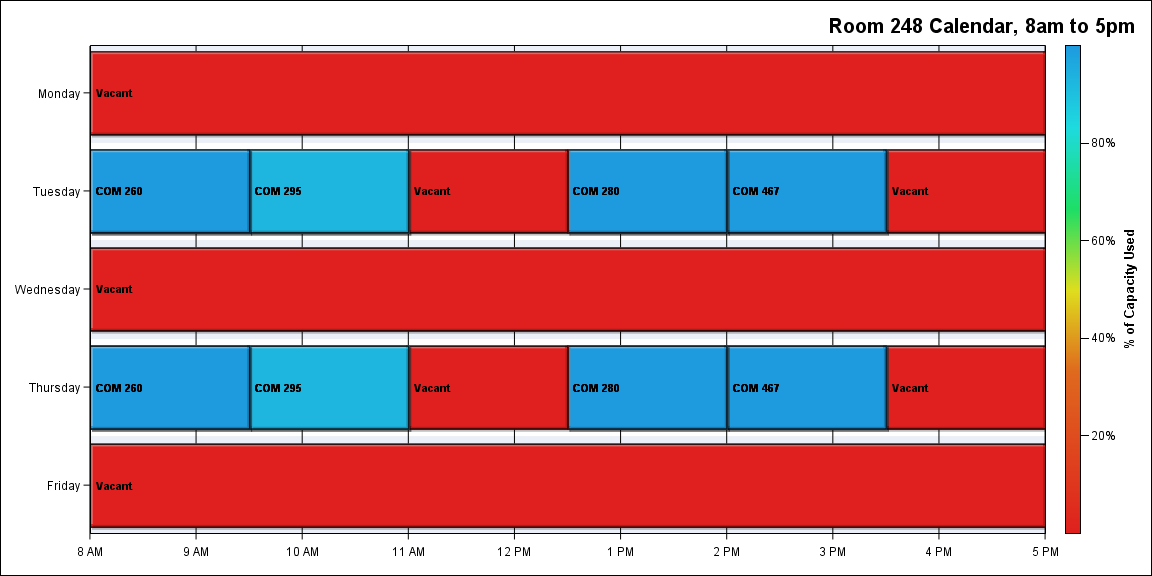 Room 248 Calendar, 8am to 5pm
Monday
Vacant
80%
Tuesday
COM 260
COM 295
Vacant
COM 280
COM 467
Vacant
60%
% of Capacity Used
Wednesday
Vacant
40%
Thursday
COM 260
COM 295
Vacant
COM 280
COM 467
Vacant
20%
Friday
Vacant
8 AM
9 AM
10 AM
11 AM
12 PM
1 PM
2 PM
3 PM
4 PM
5 PM